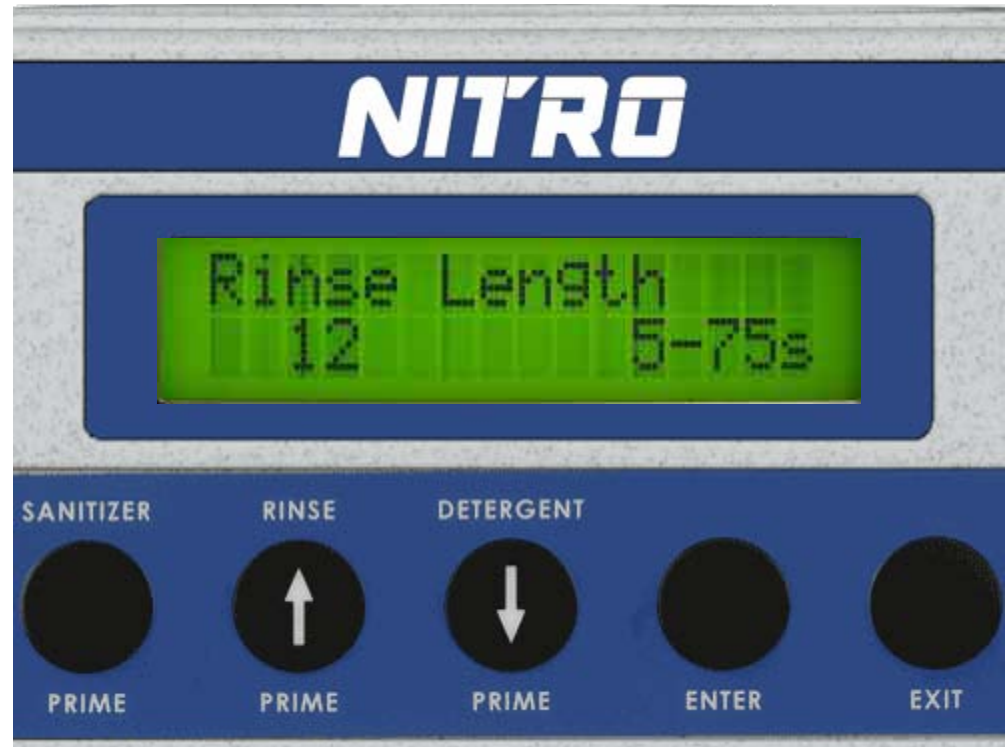 NITRO
Rinse Length
12 5-75s
SANITIZER RINSE DETERGENT
PRIME PRIME PRIME ENTER EXIT